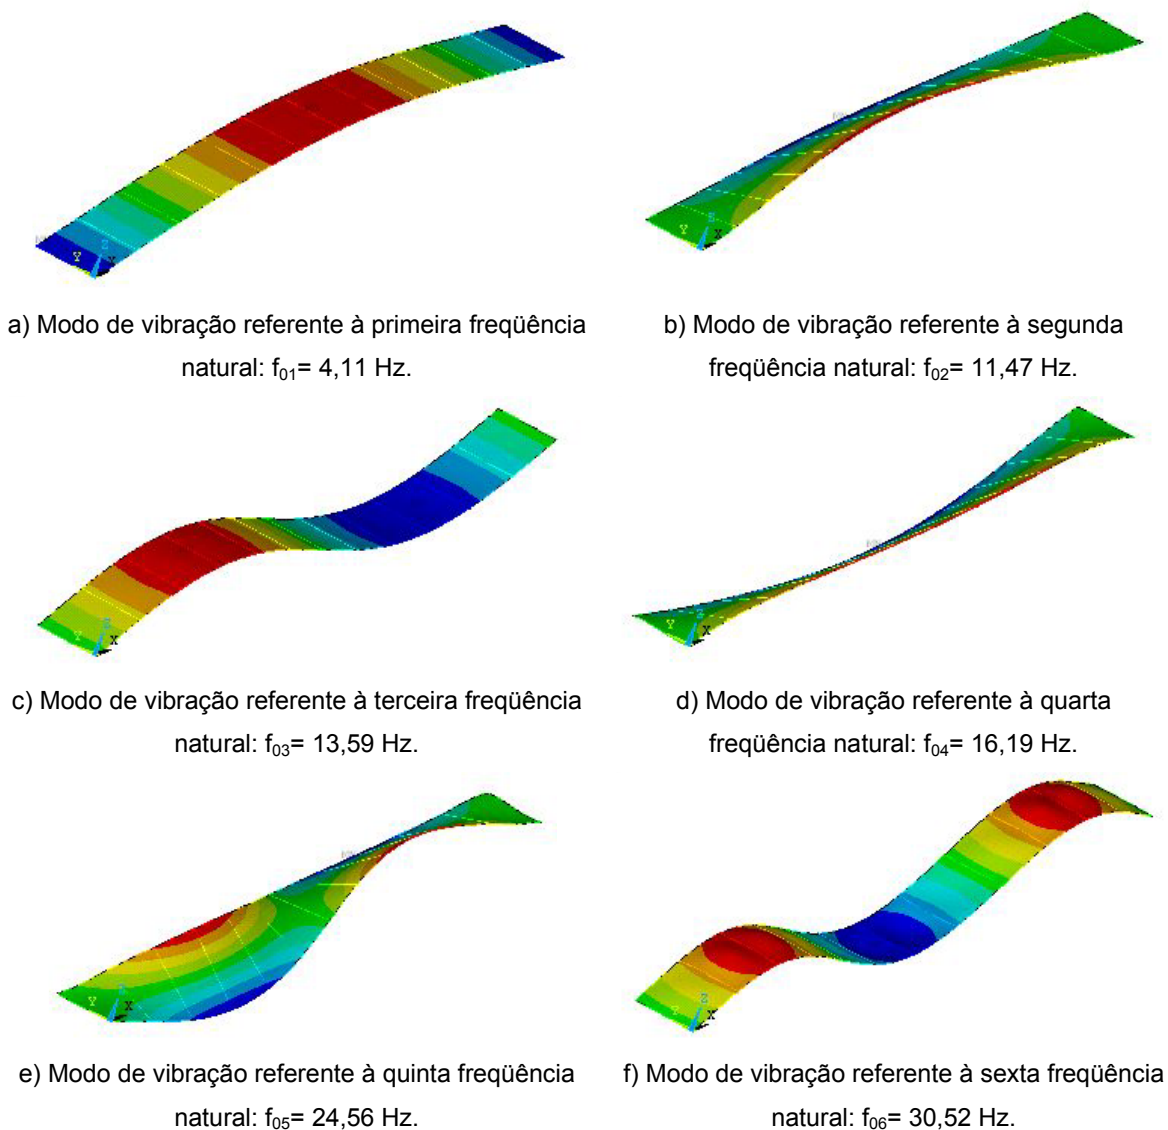 a) Modo de vibração referente à primeira freqüência
natural: f01= 4,11 Hz.
b) Modo de vibração referente à segunda
freqüência natural: f02= 11,47 Hz.
c) Modo de vibração referente à terceira freqüência
natural: f03= 13,59 Hz.
d) Modo de vibração referente à quarta
freqüência natural: f04= 16,19 Hz.
e) Modo de vibração referente à quinta freqüência
natural: f05= 24,56 Hz.
f) Modo de vibração referente à sexta freqüência
natural: f06= 30,52 Hz.